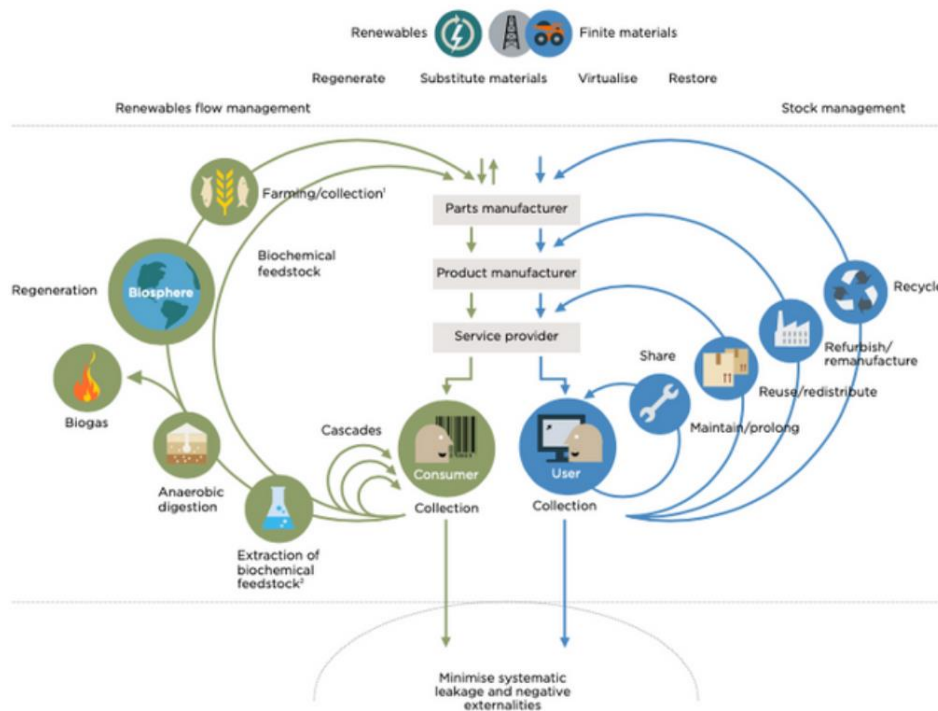 Renewables
Finite materials
Regenerate
Substitute materials
Virtualise
Restore
Renewables flow management
Stock management
Farming/collection¹
Parts manufacturer
Biochemical
feedstock
Regeneration
Biosphere
Product manufacturer
Recycle
Service provider
Share
Refurbish/
remanufacture
Reuse/redistribute
Biogas
Cascades
Maintain/prolong
Consumer
User
Anaerobic
digestion
Collection
Collection
Extraction of
biochemical
feedstock²
Minimise systematic
leakage and negative
externalities